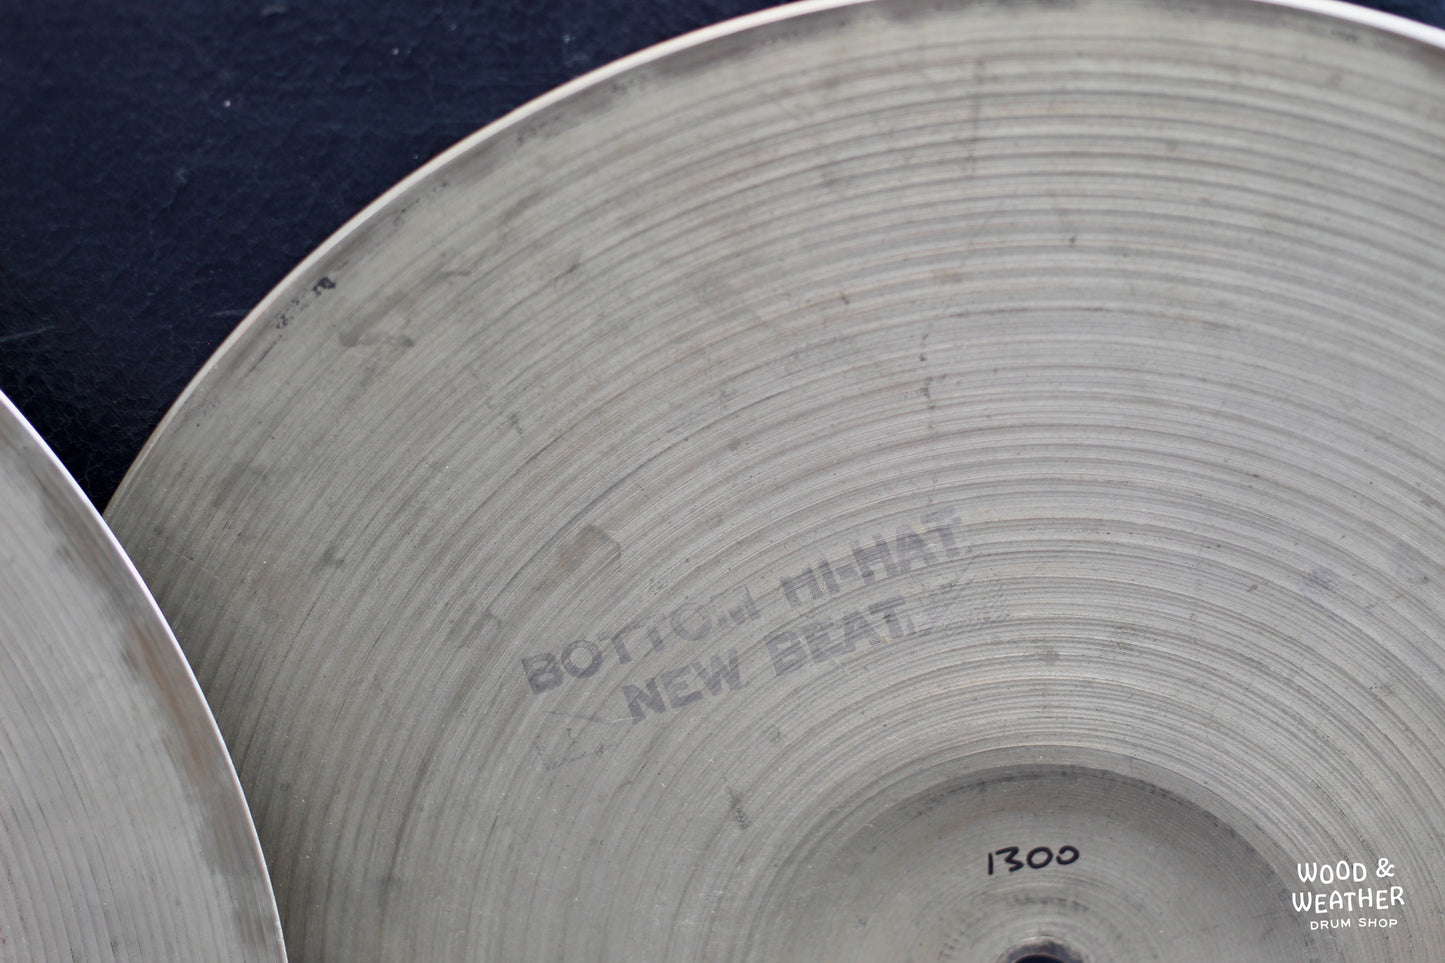 BOTTOM HI-HAT
NEW BEAT
1300
WOOD &
WEATHER
DRUM SHOP